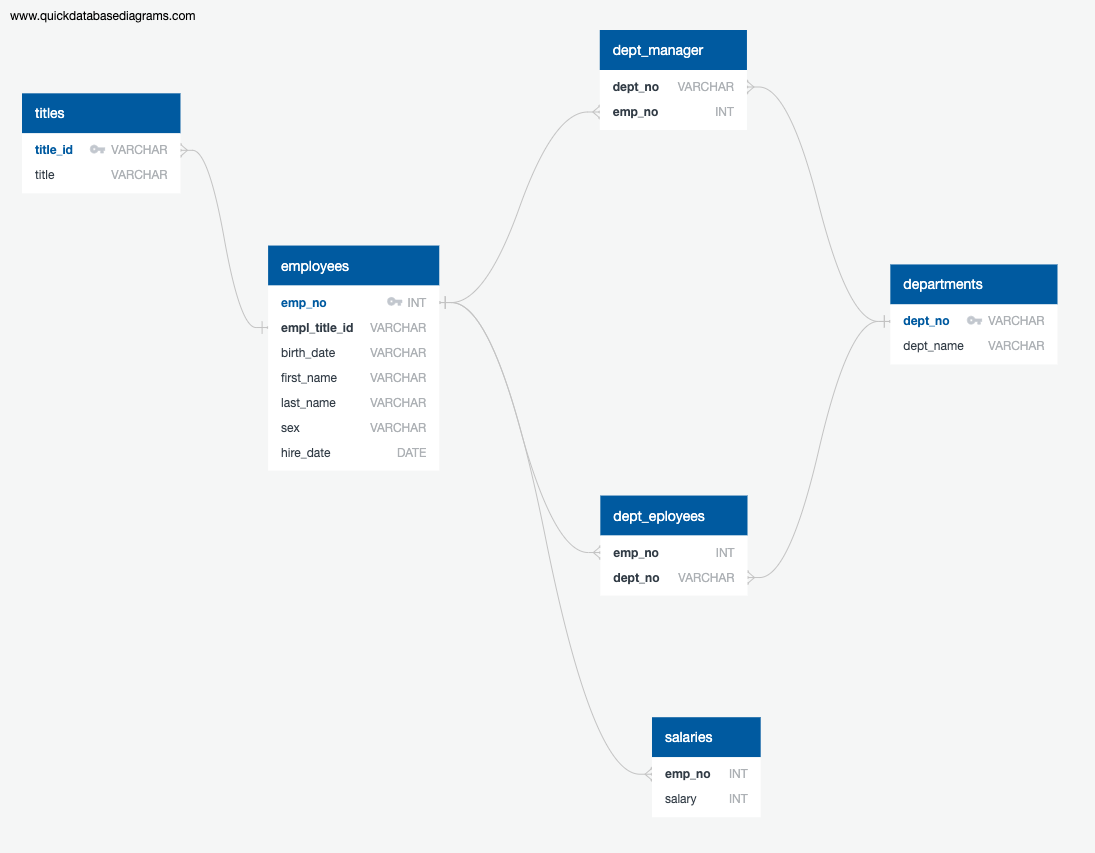 www.quickdatabasediagrams.com
titles
title_id VARCHAR
title VARCHAR
employees
emp_no INT
empl_title_id VARCHAR
birth_date VARCHAR
first_name VARCHAR
last_name VARCHAR
sex VARCHAR
hire_date DATE
dept_manager
dept_no VARCHAR
emp_no INT
departments
dept_no VARCHAR
dept_name VARCHAR
dept_eployees
emp_no INT
dept_no VARCHAR
salaries
emp_no INT
salary INT